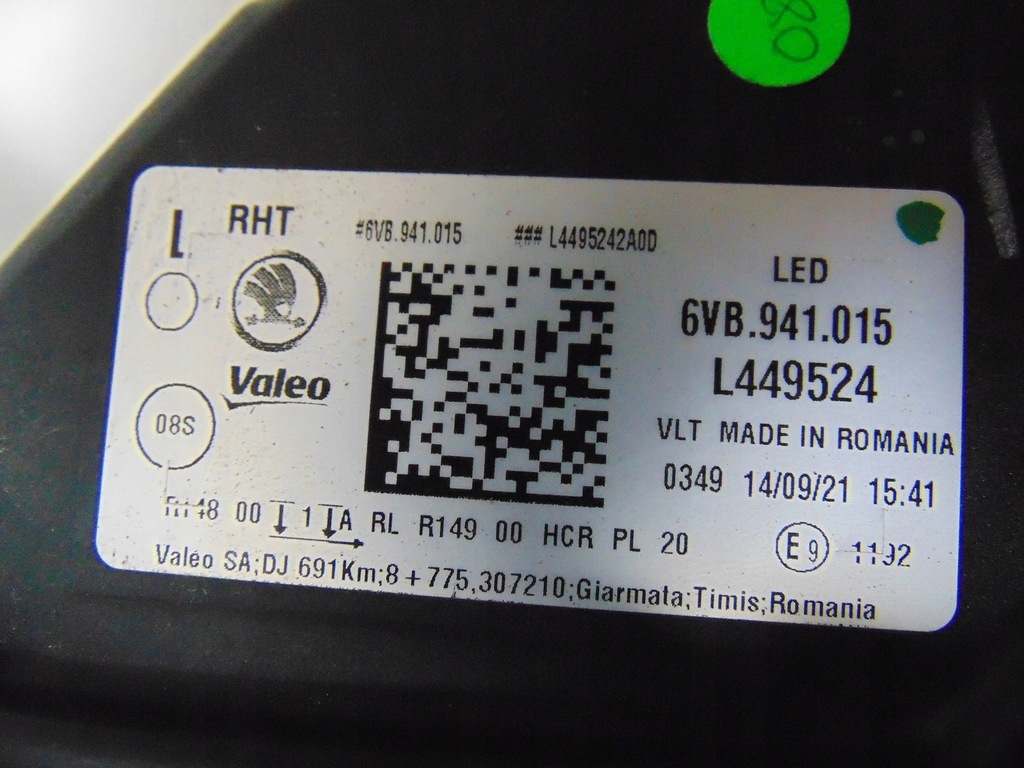 80
L RHT #6VB.941.015 ### L4495242A0D
LED
6VB.941.015
L449524
Valeo
08S
VLT MADE IN ROMANIA
0349 14/09/21 15:41
00 1 A RL R149 00 HCR PL 20
E9 1192
Valeo SA;DJ 691Km;8+775,307210;Giarmata;Timis;Romania